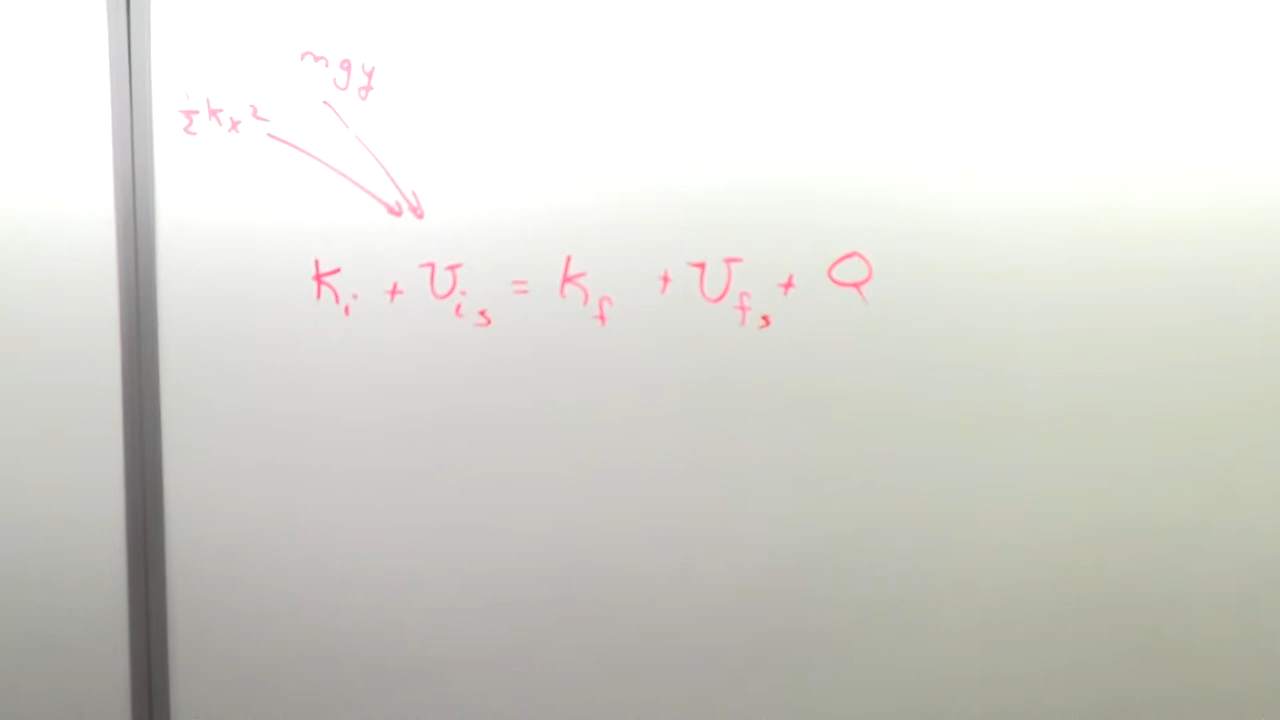 mgy
½kx²
Ki + Uis = Kf + Ufs + Q